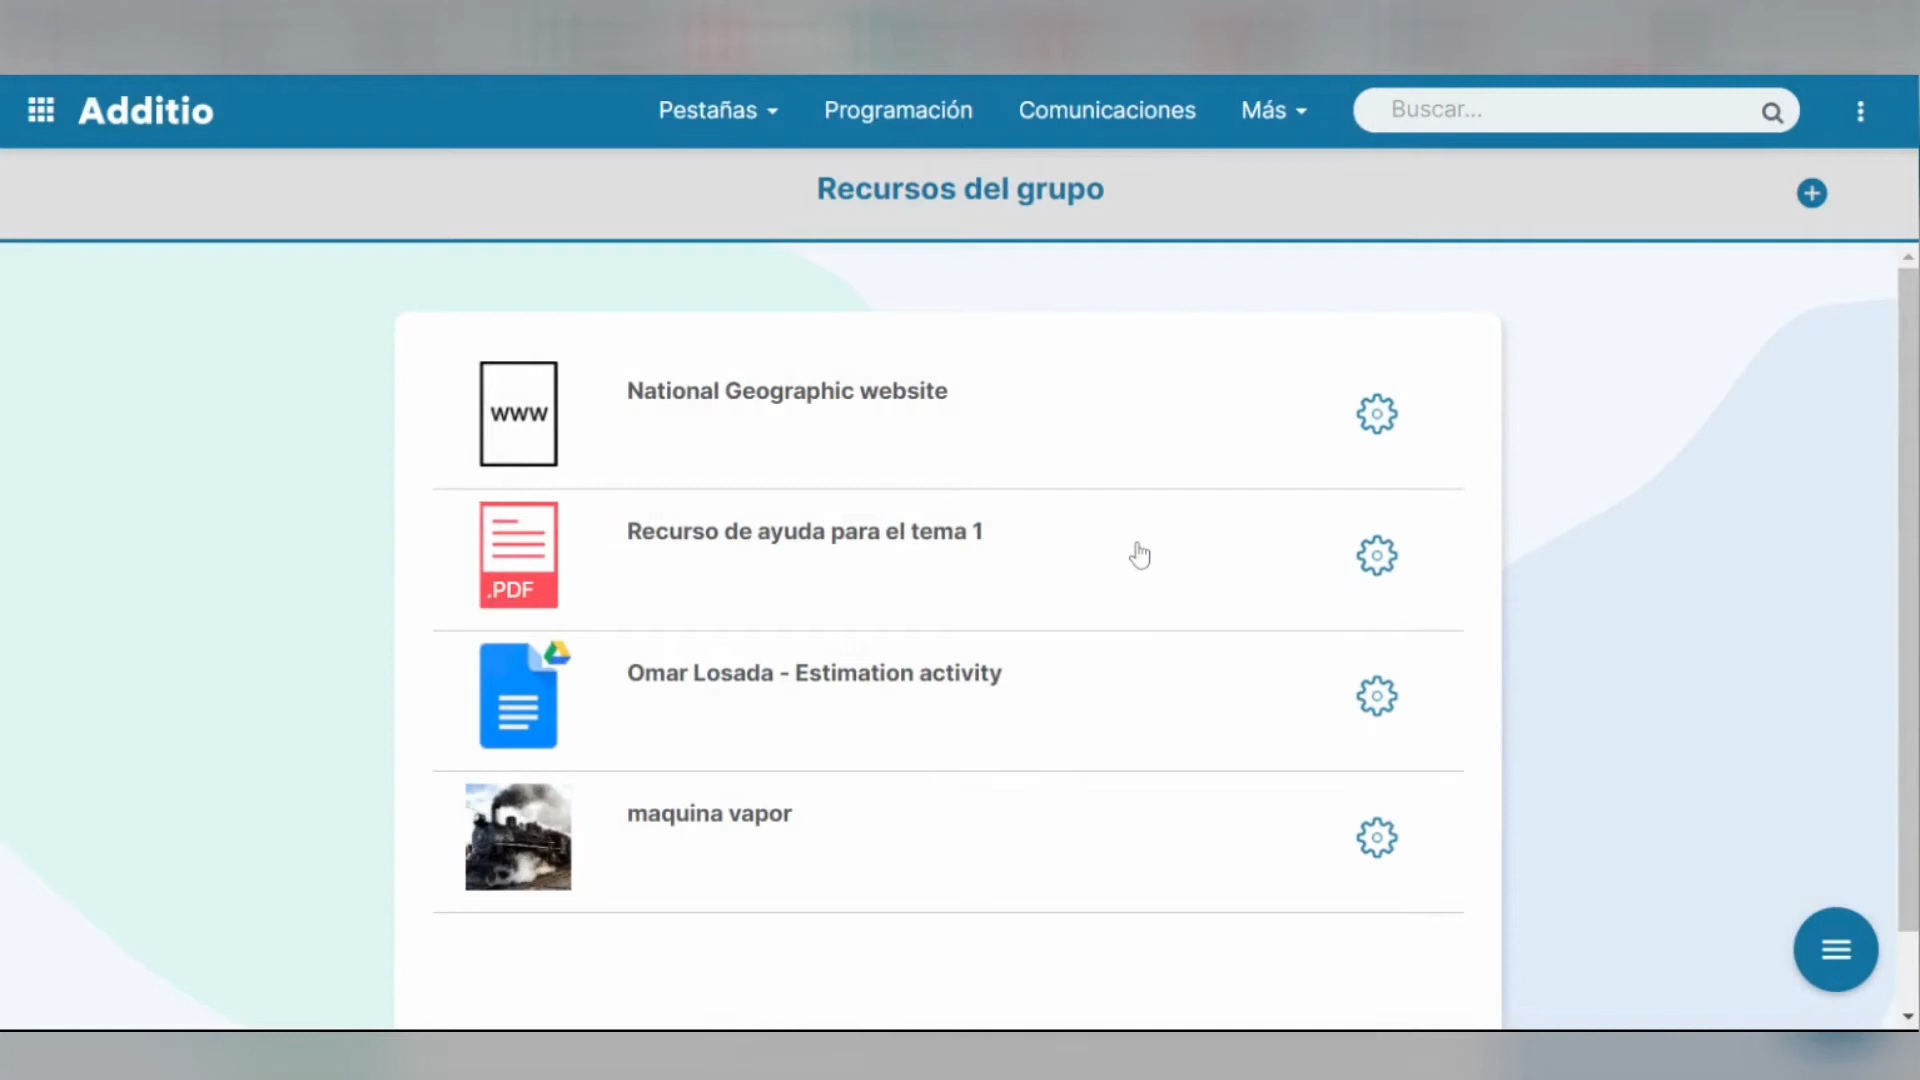 Additio
Pestañas
Programación
Comunicaciones
Más
Buscar...
Recursos del grupo
www
National Geographic website
Recurso de ayuda para el tema 1
.PDF
Omar Losada - Estimation activity
maquina vapor